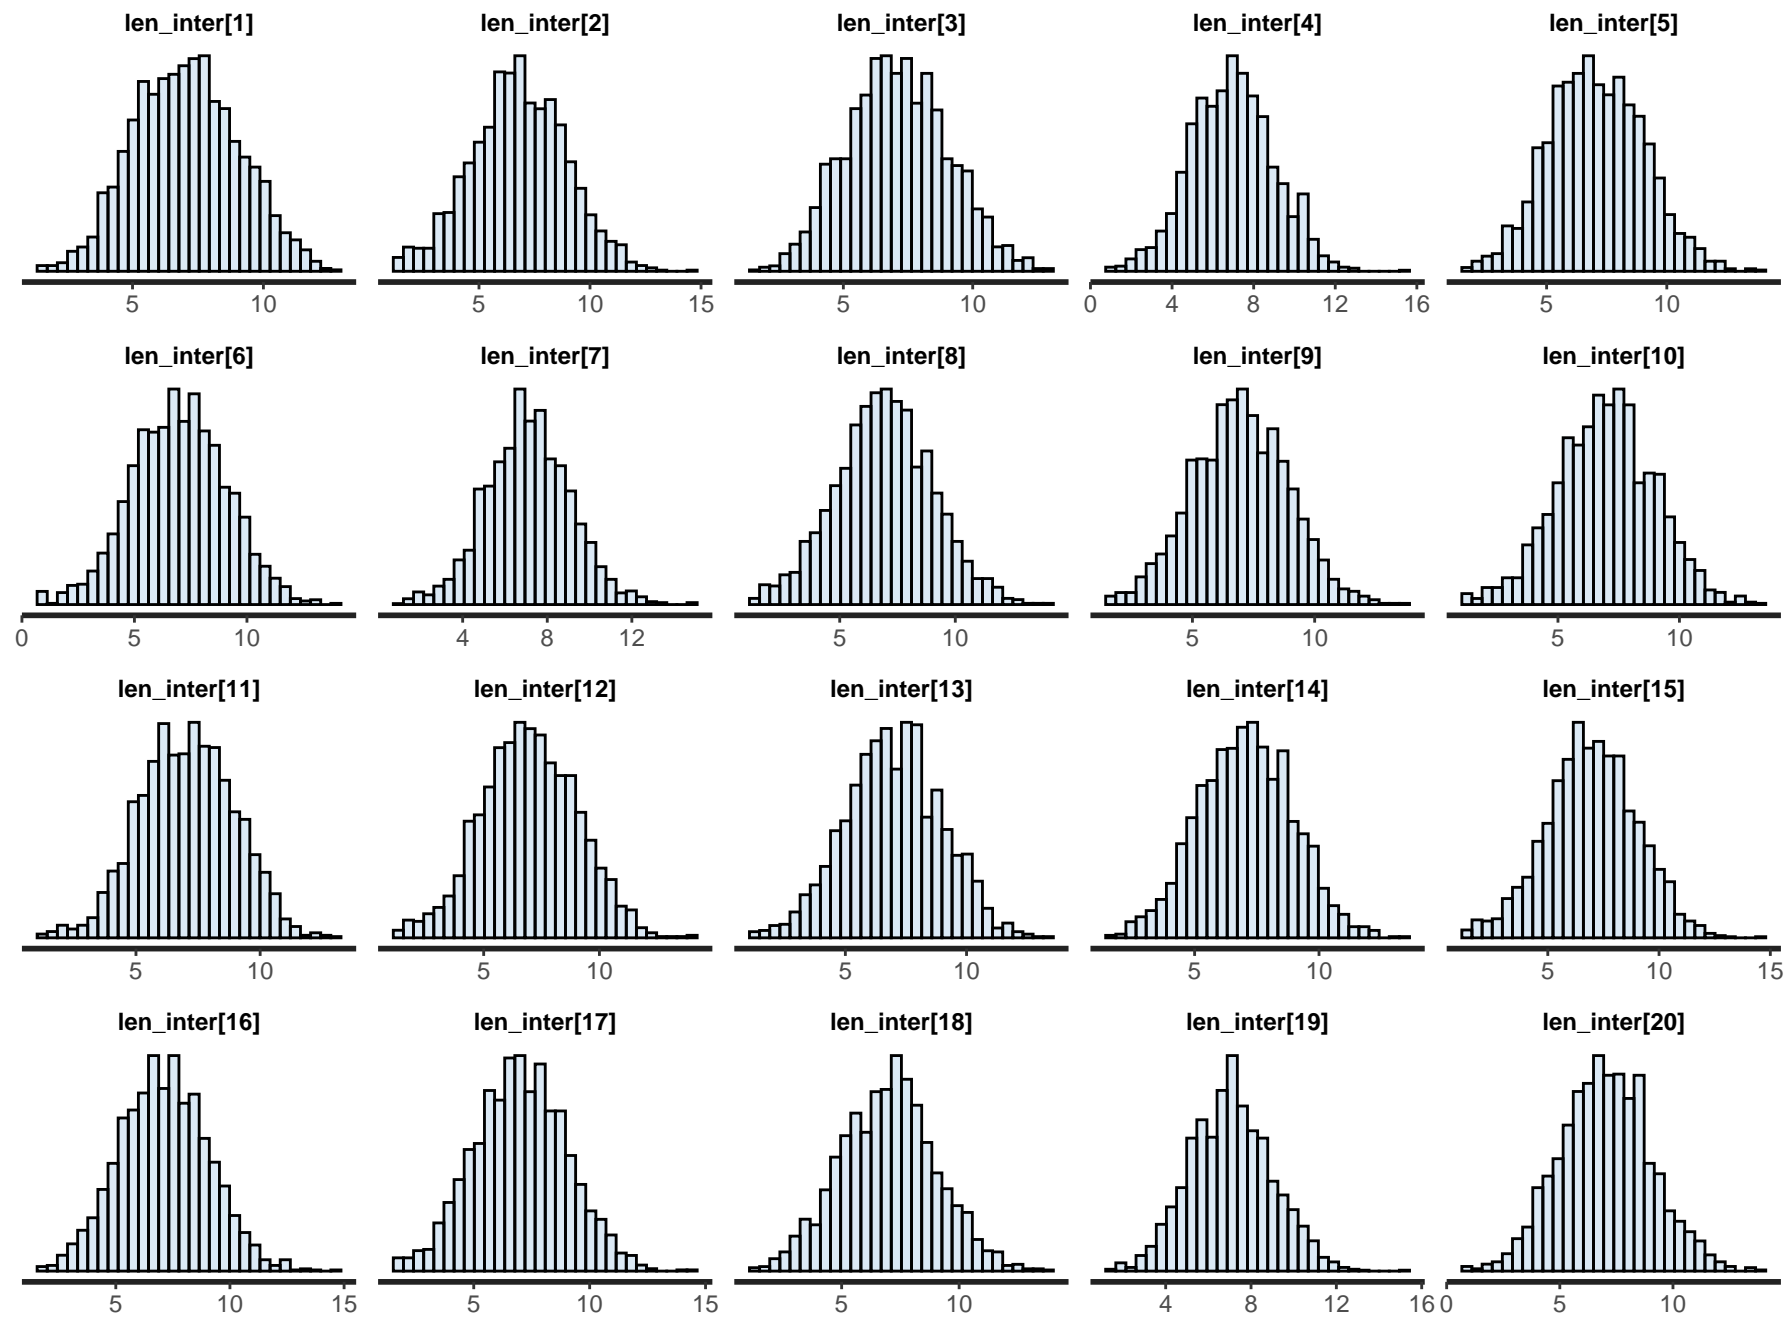 len_inter[1] len_inter[2] len_inter[3] len_inter[4] len_inter[5]
5 10 5 10 15 5 10 0 4 8 12 16 5 10
len_inter[6] len_inter[7] len_inter[8] len_inter[9] len_inter[10]
0 5 10 4 8 12 5 10 5 10 5 10
len_inter[11] len_inter[12] len_inter[13] len_inter[14] len_inter[15]
5 10 5 10 5 10 5 10 5 10 15
len_inter[16] len_inter[17] len_inter[18] len_inter[19] len_inter[20]
5 10 15 5 10 15 5 10 4 8 12 16 0 5 10